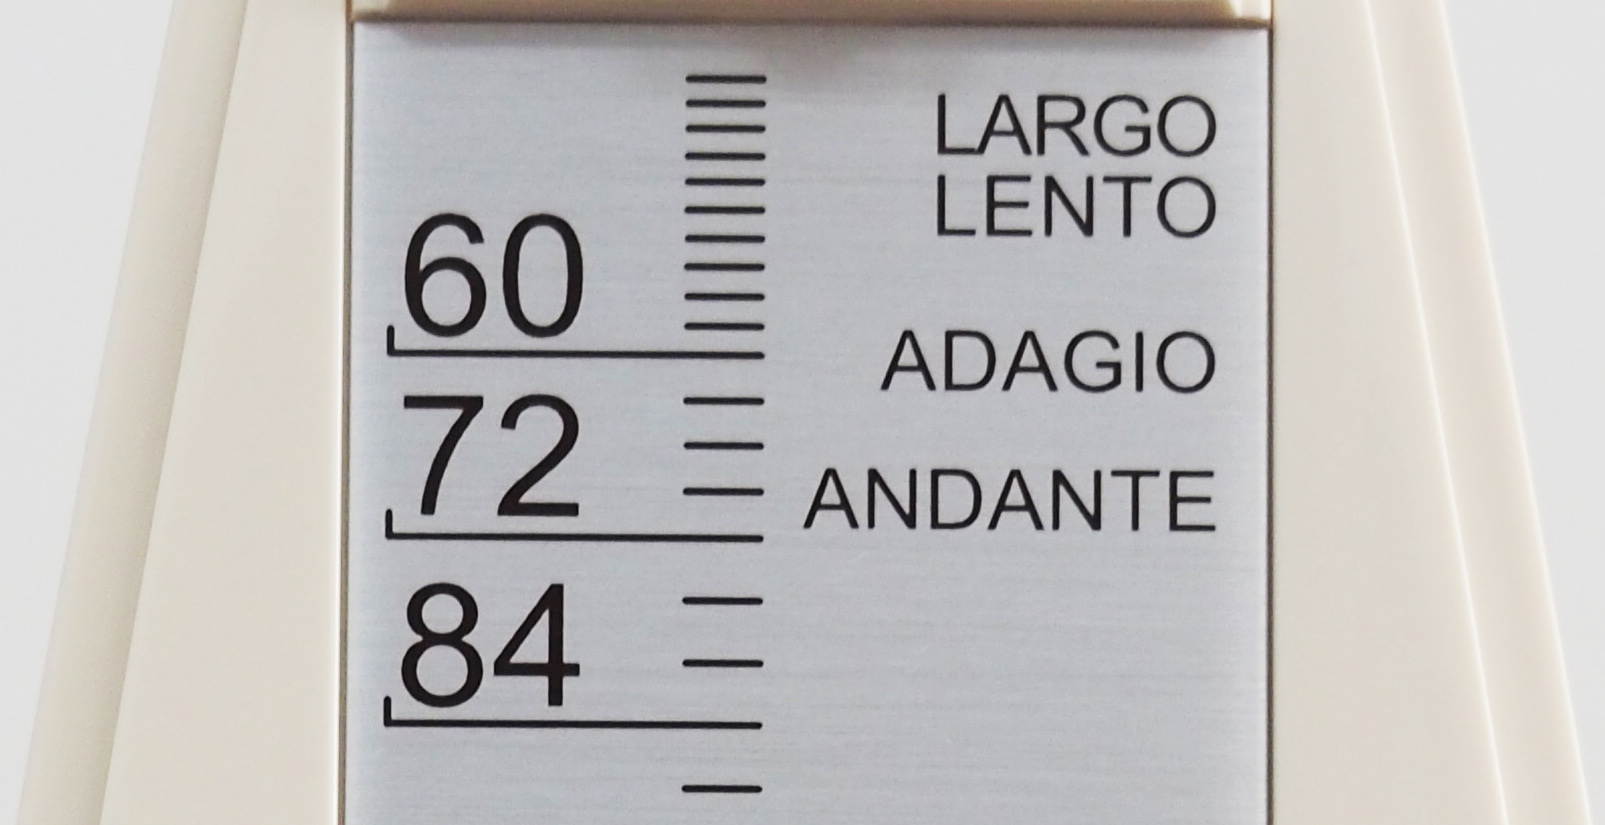 LARGO
LENTO
60
ADAGIO
72
ANDANTE
84